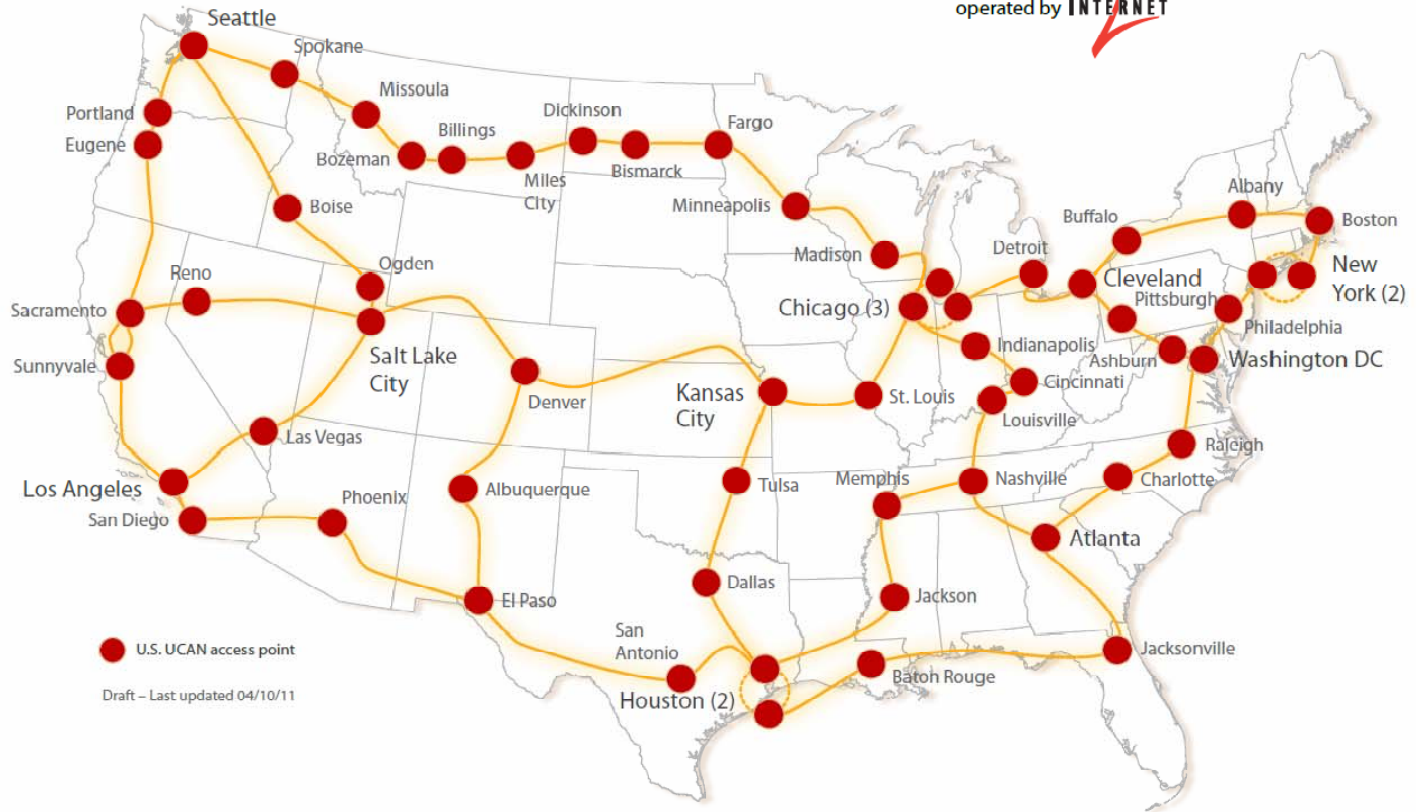 operated by INTERNET
Seattle
Spokane
Missoula
Portland
Eugene
Bozeman
Billings
Miles
City
Dickinson
Bismarck
Fargo
Minneapolis
Madison
Boise
Ogden
Reno
Sacramento
Sunnyvale
Salt Lake
City
Denver
Las Vegas
Los Angeles
San Diego
Phoenix
Albuquerque
El Paso
Kansas
City
St. Louis
Chicago (3)
Detroit
Indianapolis
Cincinnati
Louisville
Cleveland
Buffalo
Albany
Boston
New
York (2)
Pittsburgh
Philadelphia
Ashburn
Washington DC
Raleigh
Charlotte
Nashville
Memphis
Atlanta
Tulsa
Dallas
Jackson
San
Antonio
Houston (2)
Baton Rouge
Jacksonville
U.S. UCAN access point
Draft – Last updated 04/10/11